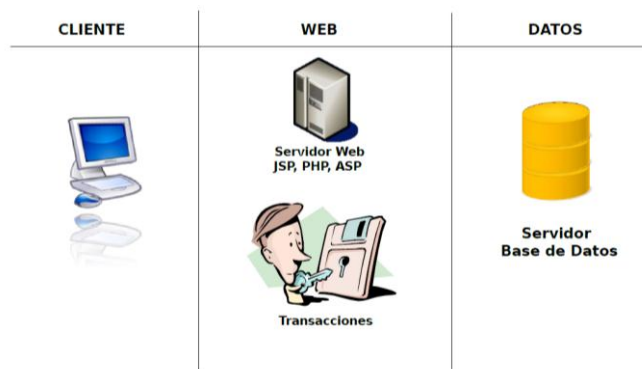 CLIENTE
WEB
DATOS
Servidor Web
JSP, PHP, ASP
Transacciones
Servidor
Base de Datos